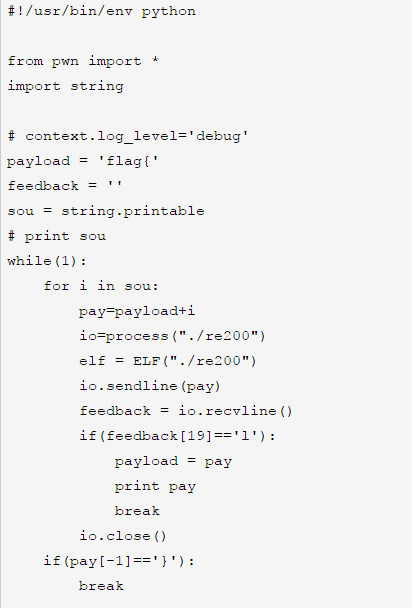 #!/usr/bin/env python

from pwn import *
import string

# context.log_level='debug'
payload = 'flag{'
feedback = ''
sou = string.printable
# print sou
while(1):
    for i in sou:
        pay=payload+i
        io=process("./re200")
        elf = ELF("./re200")
        io.sendline(pay)
        feedback = io.recvline()
        if(feedback[19]=='l'):
            payload = pay
            print pay
            break
        io.close()
    if(pay[-1]=='}'):
        break